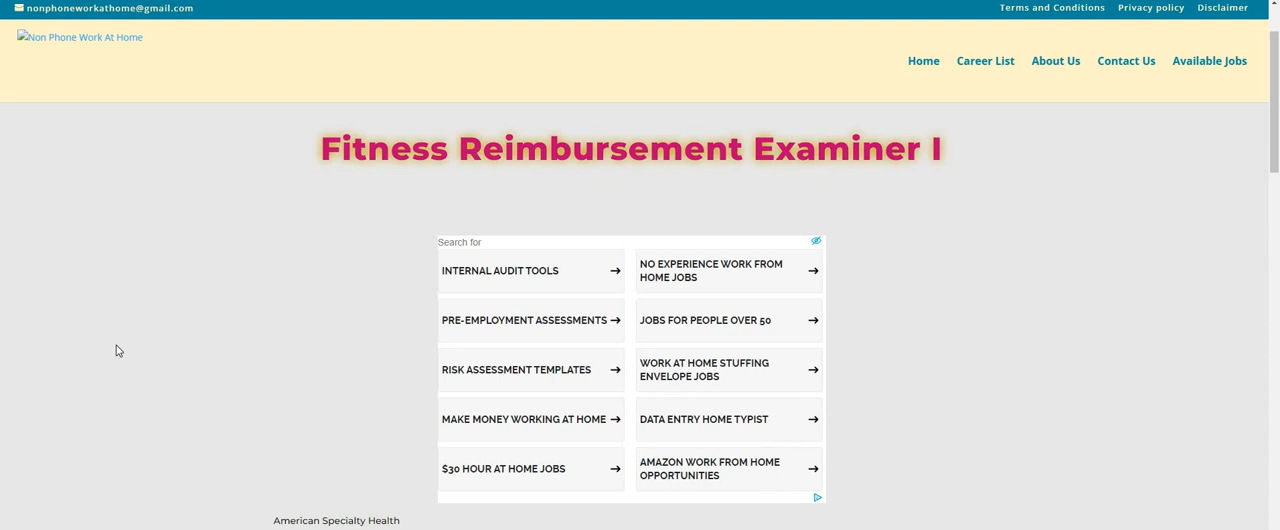 nonphoneworkathome@gmail.com
Terms and Conditions Privacy policy Disclaimer
Non Phone Work At Home
Home Career List About Us Contact Us Available Jobs
Fitness Reimbursement Examiner I
Search for
INTERNAL AUDIT TOOLS
NO EXPERIENCE WORK FROM
HOME JOBS
PRE-EMPLOYMENT ASSESSMENTS
JOBS FOR PEOPLE OVER 50
RISK ASSESSMENT TEMPLATES
WORK AT HOME STUFFING
ENVELOPE JOBS
MAKE MONEY WORKING AT HOME
DATA ENTRY HOME TYPIST
$30 HOUR AT HOME JOBS
AMAZON WORK FROM HOME
OPPORTUNITIES
American Specialty Health